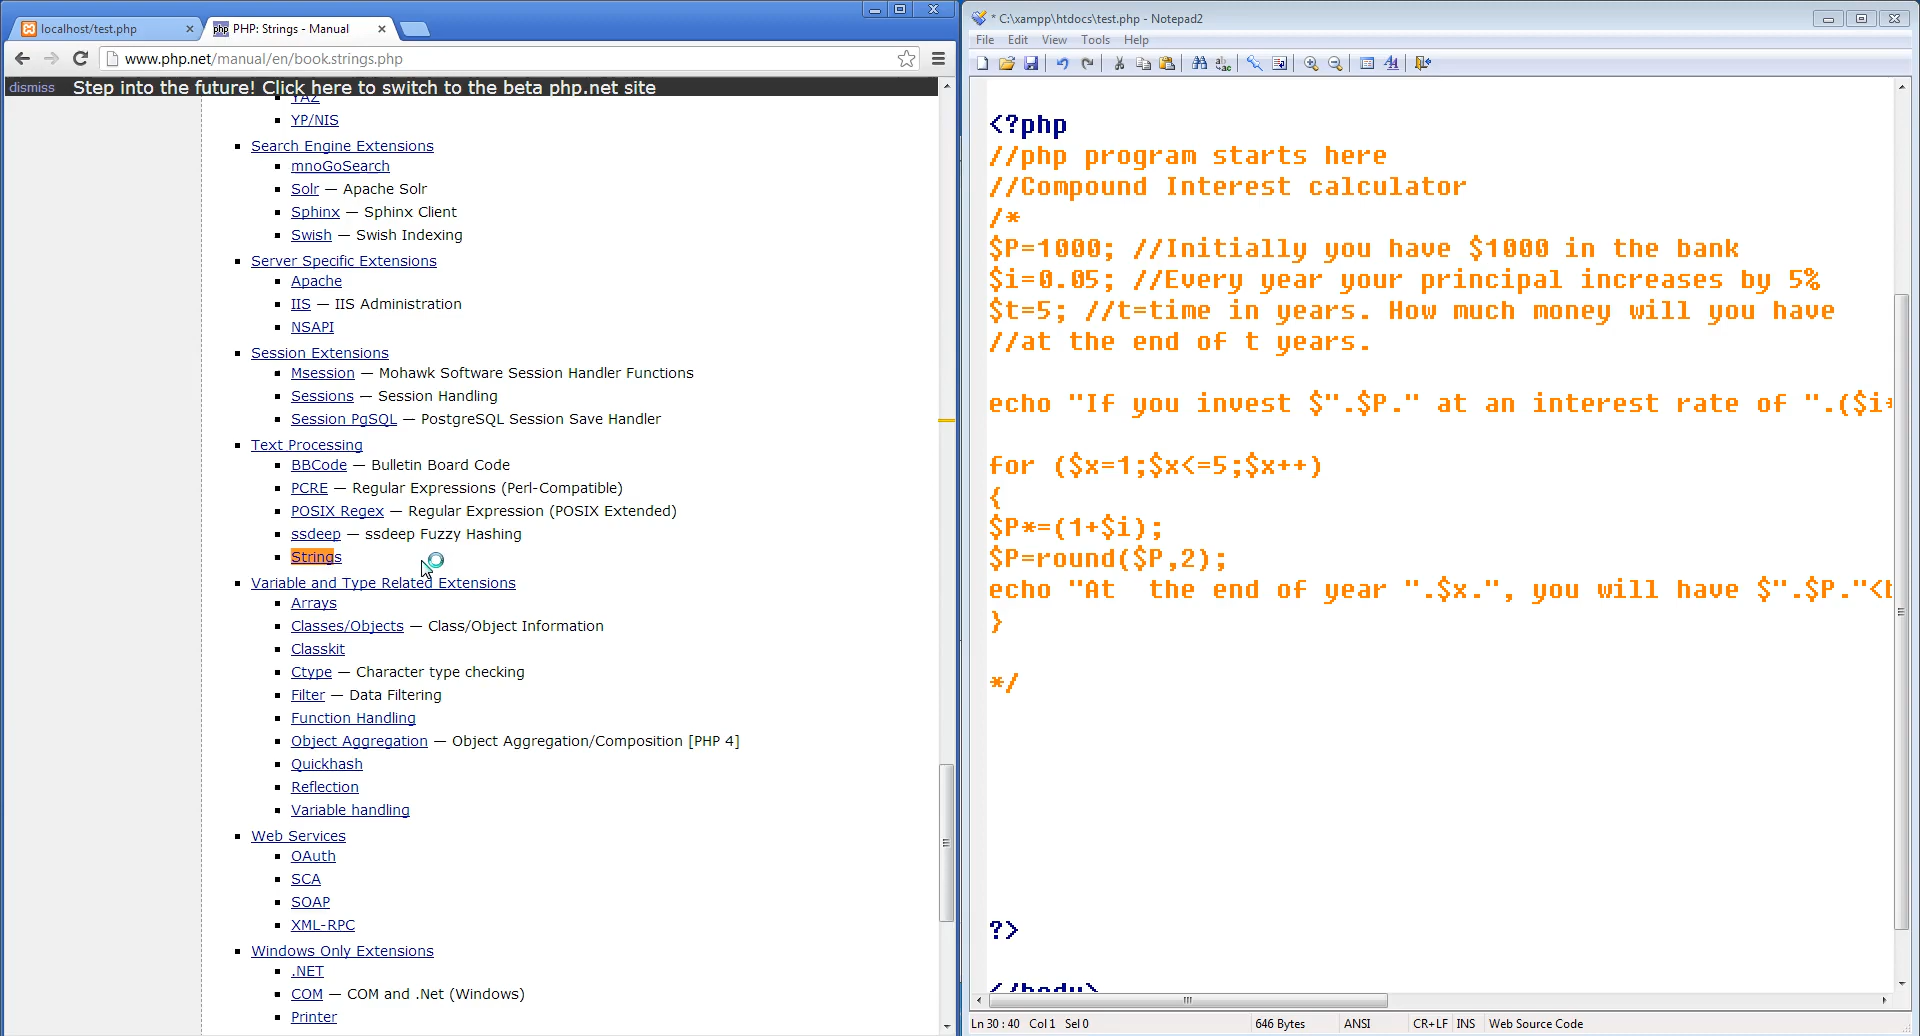 localhost/test.php
PHP: Strings - Manual
www.php.net/manual/en/book.strings.php
dismiss Step into the future! Click here to switch to the beta php.net site
YAZ
YP/NIS
Search Engine Extensions
mnoGoSearch
Solr — Apache Solr
Sphinx — Sphinx Client
Swish — Swish Indexing
Server Specific Extensions
Apache
IIS — IIS Administration
NSAPI
Session Extensions
Msession — Mohawk Software Session Handler Functions
Sessions — Session Handling
Session PgSQL — PostgreSQL Session Save Handler
Text Processing
BBCode — Bulletin Board Code
PCRE — Regular Expressions (Perl-Compatible)
POSIX Regex — Regular Expression (POSIX Extended)
ssdeep — ssdeep Fuzzy Hashing
Strings
Variable and Type Related Extensions
Arrays
Classes/Objects — Class/Object Information
Classkit
Ctype — Character type checking
Filter — Data Filtering
Function Handling
Object Aggregation — Object Aggregation/Composition [PHP 4]
Quickhash
Reflection
Variable handling
Web Services
OAuth
SCA
SOAP
XML-RPC
Windows Only Extensions
.NET
COM — COM and .Net (Windows)
Printer
* C:\xampp\htdocs\test.php - Notepad2
File Edit View Tools Help
<?php
//php program starts here
//Compound Interest calculator
/*
$P=1000; //Initially you have $1000 in the bank
$i=0.05; //Every year your principal increases by 5%
$t=5; //t=time in years. How much money will you have
//at the end of t years.
echo "If you invest $".$P." at an interest rate of ".($i*
for ($x=1;$x<=5;$x++)
{
$P*=(1+$i);
$P=round($P,2);
echo "At  the end of year ".$x.", you will have $".$P."<b
}
*/
?>
</body>
Ln 30 : 40 Col 1 Sel 0 646 Bytes ANSI CR+LF INS Web Source Code